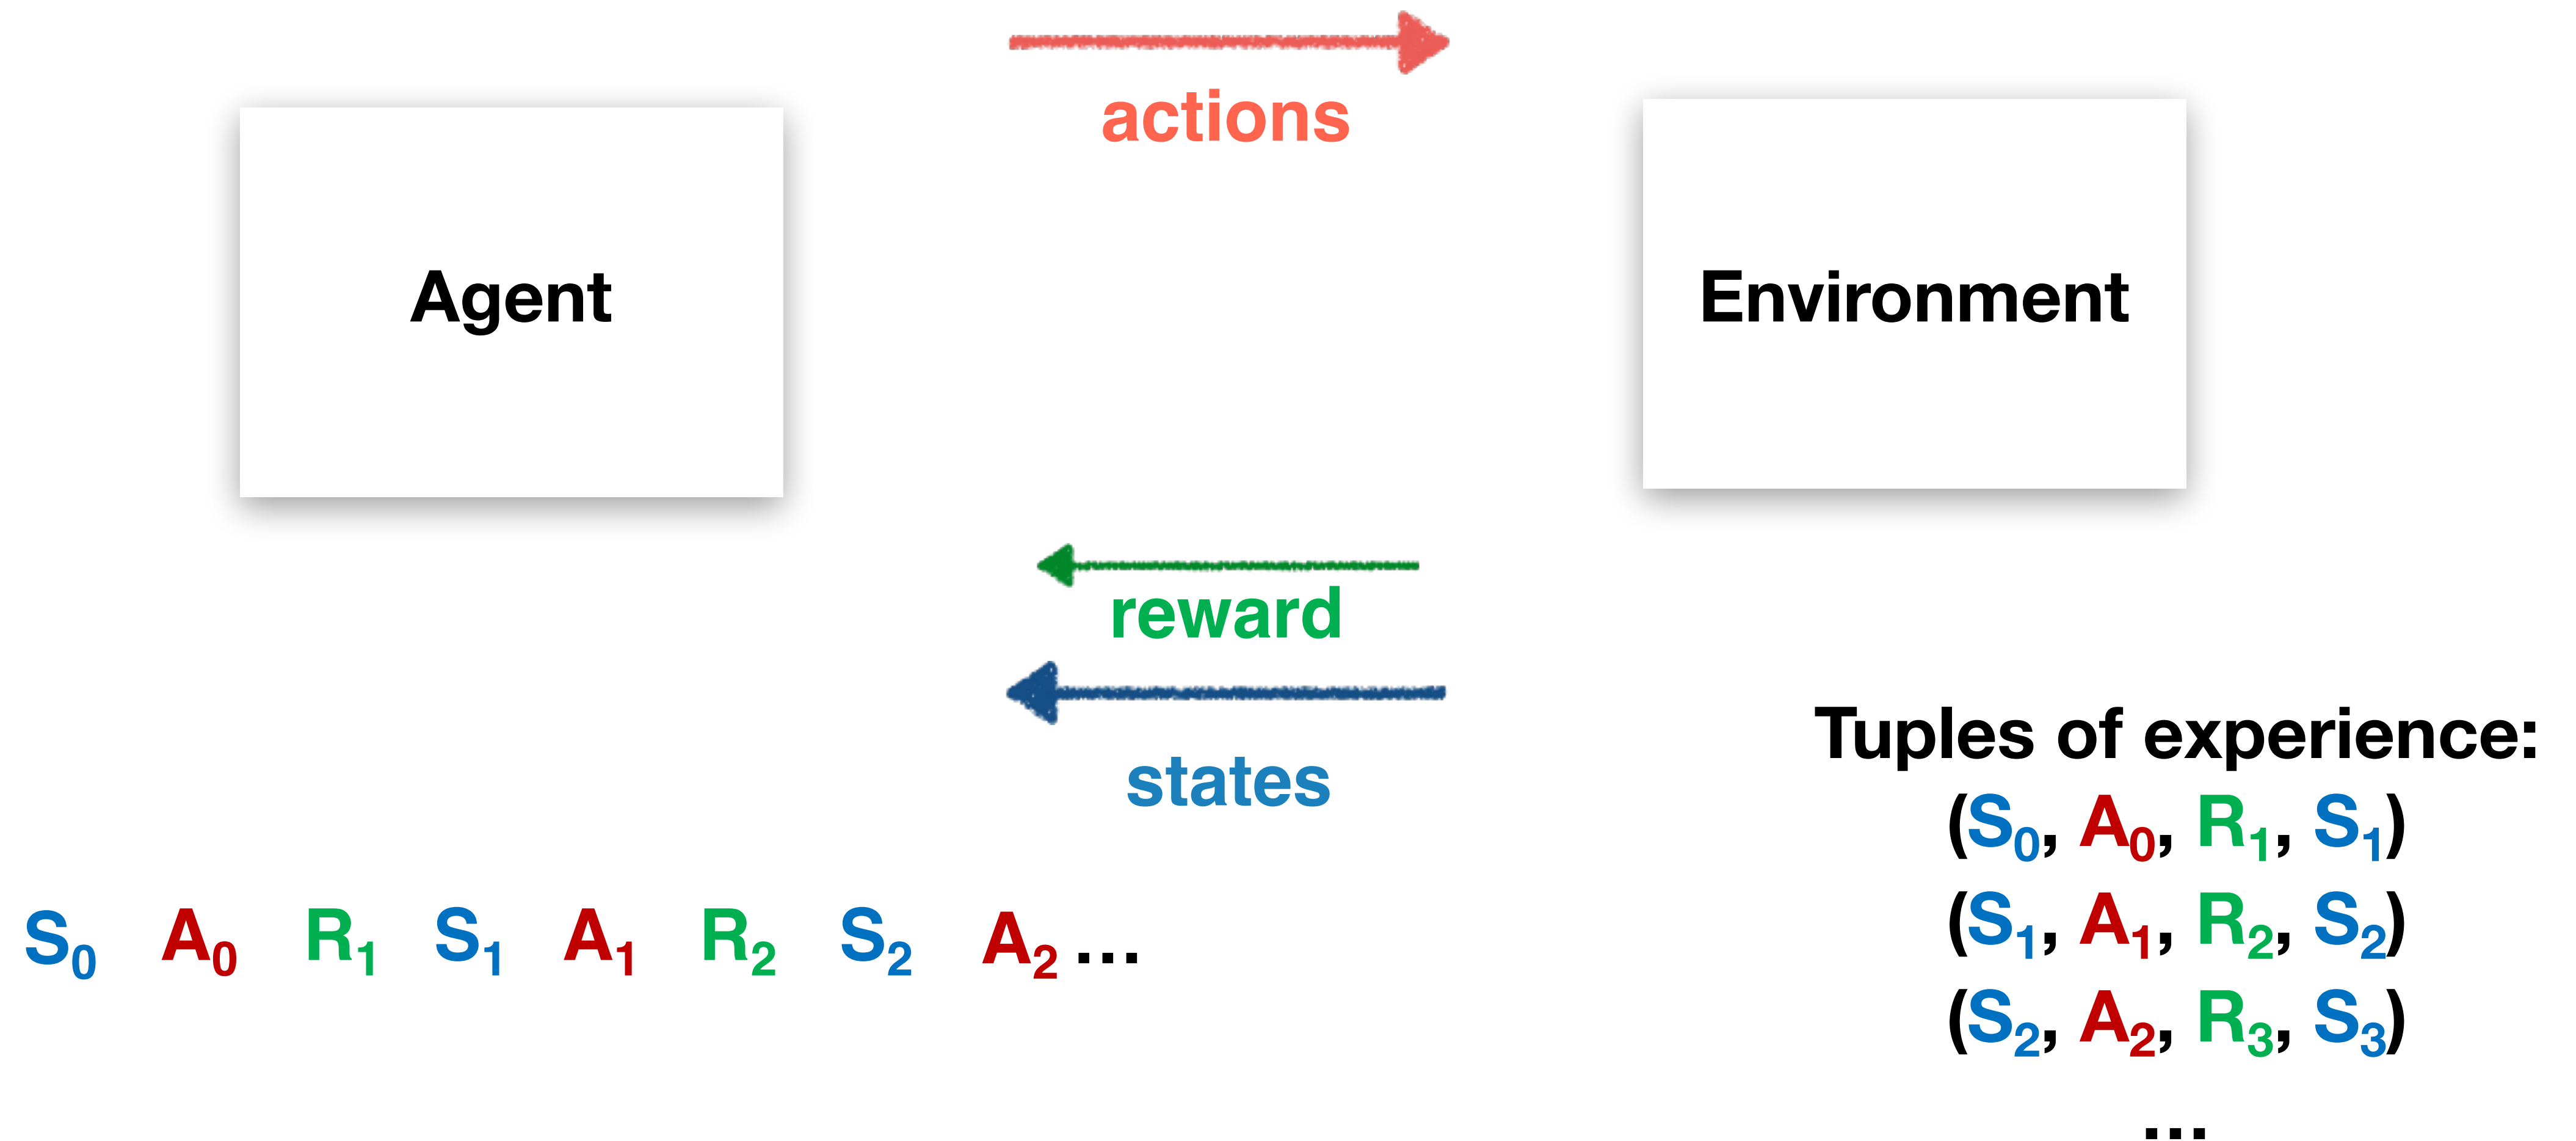 actions
Agent
Environment
reward
states
Tuples of experience:
(S₀, A₀, R₁, S₁)
(S₁, A₁, R₂, S₂)
(S₂, A₂, R₃, S₃)
...
S₀ A₀ R₁ S₁ A₁ R₂ S₂ A₂ ...